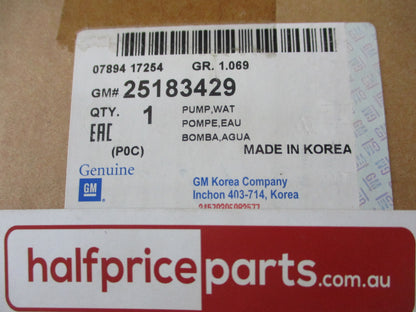 07894 17254 GR. 1.069
GM# 25183429
QTY. 1 PUMP,WAT
POMPE,EAU
EAC BOMBA,AGUA
(P0C) MADE IN KOREA
Genuine
GM
GM Korea Company
Inchon 403-714, Korea
halfpriceparts.com.au